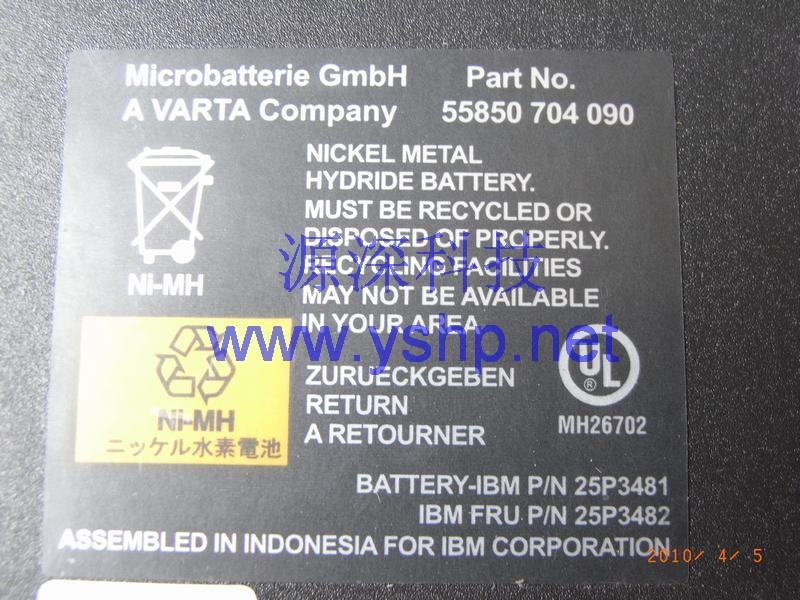 Microbatterie GmbH Part No.
A VARTA Company 55850 704 090
NICKEL METAL
HYDRIDE BATTERY.
MUST BE RECYCLED OR
DISPOSED OF PROPERLY.
RECYCLING FACILITIES
MAY NOT BE AVAILABLE
IN YOUR AREA
Ni-MH
源深科技
www.yshp.net
Ni-MH
ニッケル水素電池
ZURUECKGEBEN
RETURN
A RETOURNER
UL
®
MH26702
BATTERY-IBM P/N 25P3481
IBM FRU P/N 25P3482
ASSEMBLED IN INDONESIA FOR IBM CORPORATION
2010/ 4/ 5